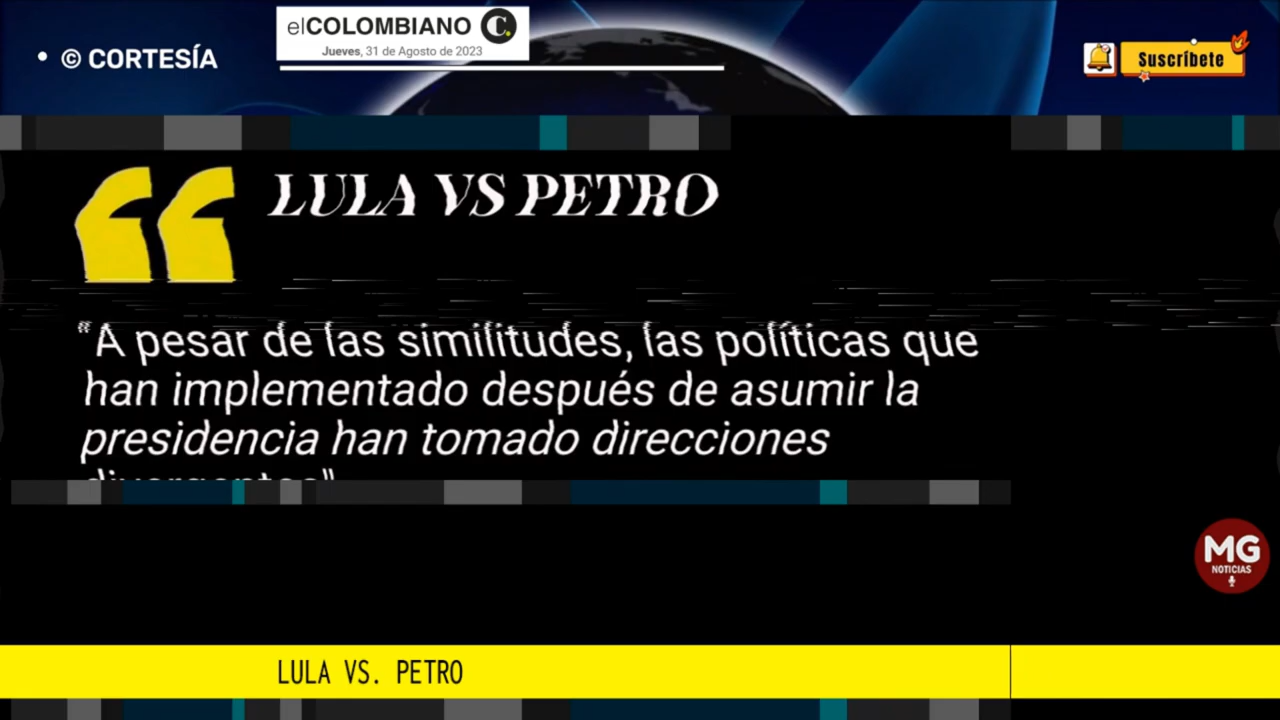 • © CORTESÍA
elCOLOMBIANO C.
Jueves, 31 de Agosto de 2023
Suscríbete
LULA VS PETRO
"A pesar de las similitudes, las políticas que
han implementado después de asumir la
presidencia han tomado direcciones
divergentes"
MG
NOTICIAS
LULA VS. PETRO